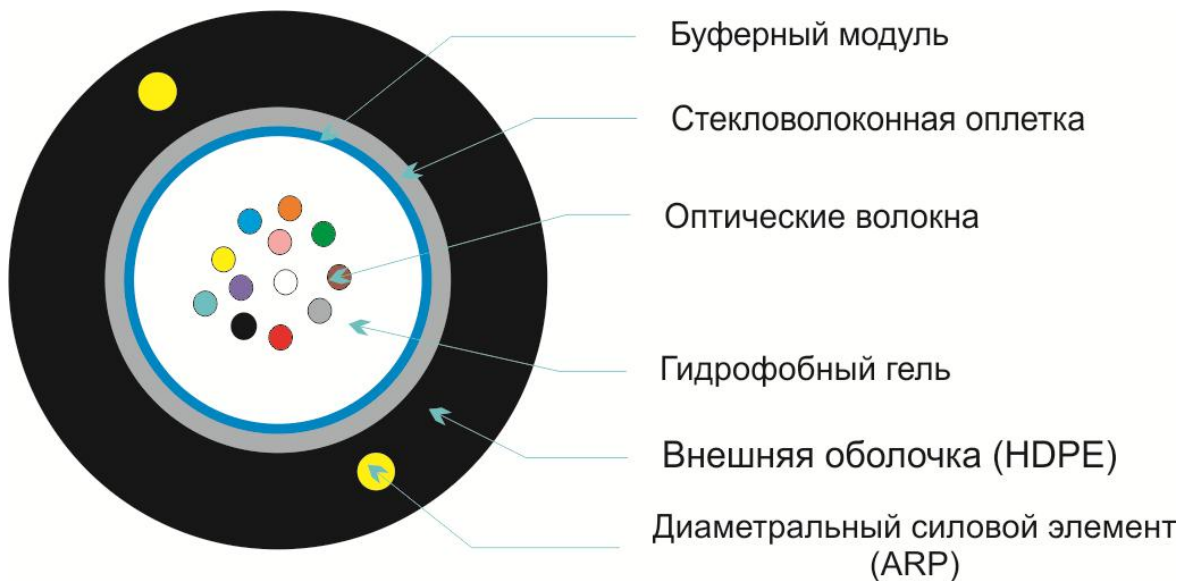 Буферный модуль
Стекловолоконная оплетка
Оптические волокна
Гидрофобный гель
Внешняя оболочка (HDPE)
Диаметральный силовой элемент
(ARP)